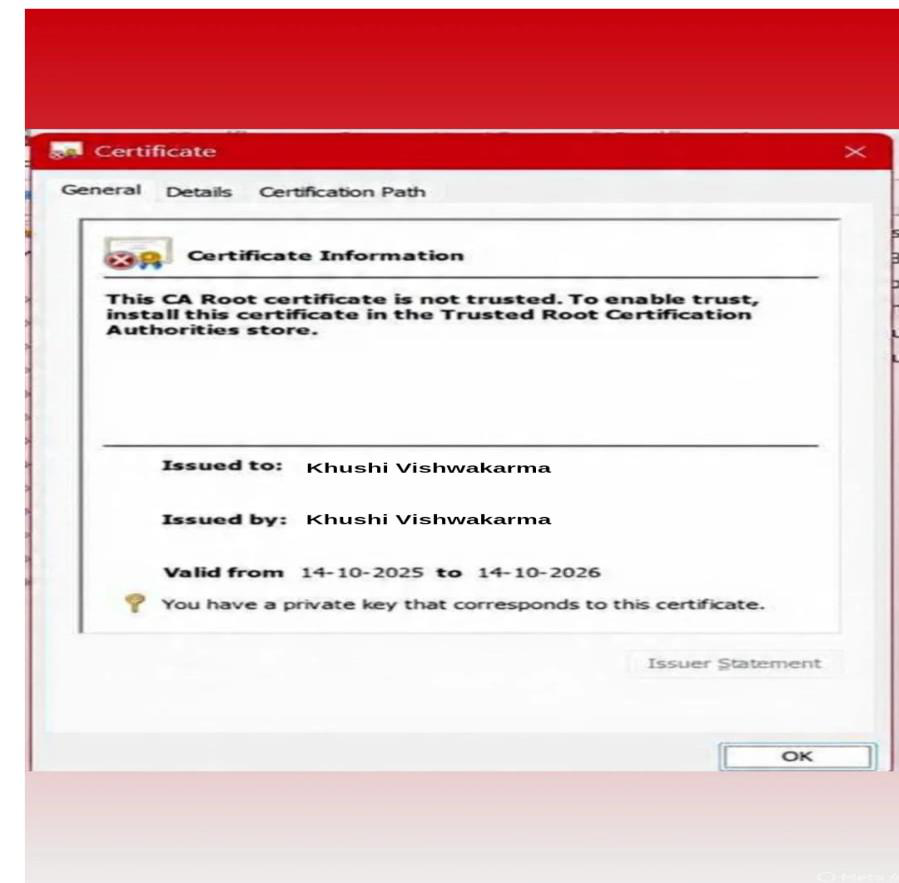 Certificate
General Details Certification Path
Certificate Information
This CA Root certificate is not trusted. To enable trust,
install this certificate in the Trusted Root Certification
Authorities store.
Issued to: Khushi Vishwakarma
Issued by: Khushi Vishwakarma
Valid from 14-10-2025 to 14-10-2026
You have a private key that corresponds to this certificate.
Issuer Statement
OK